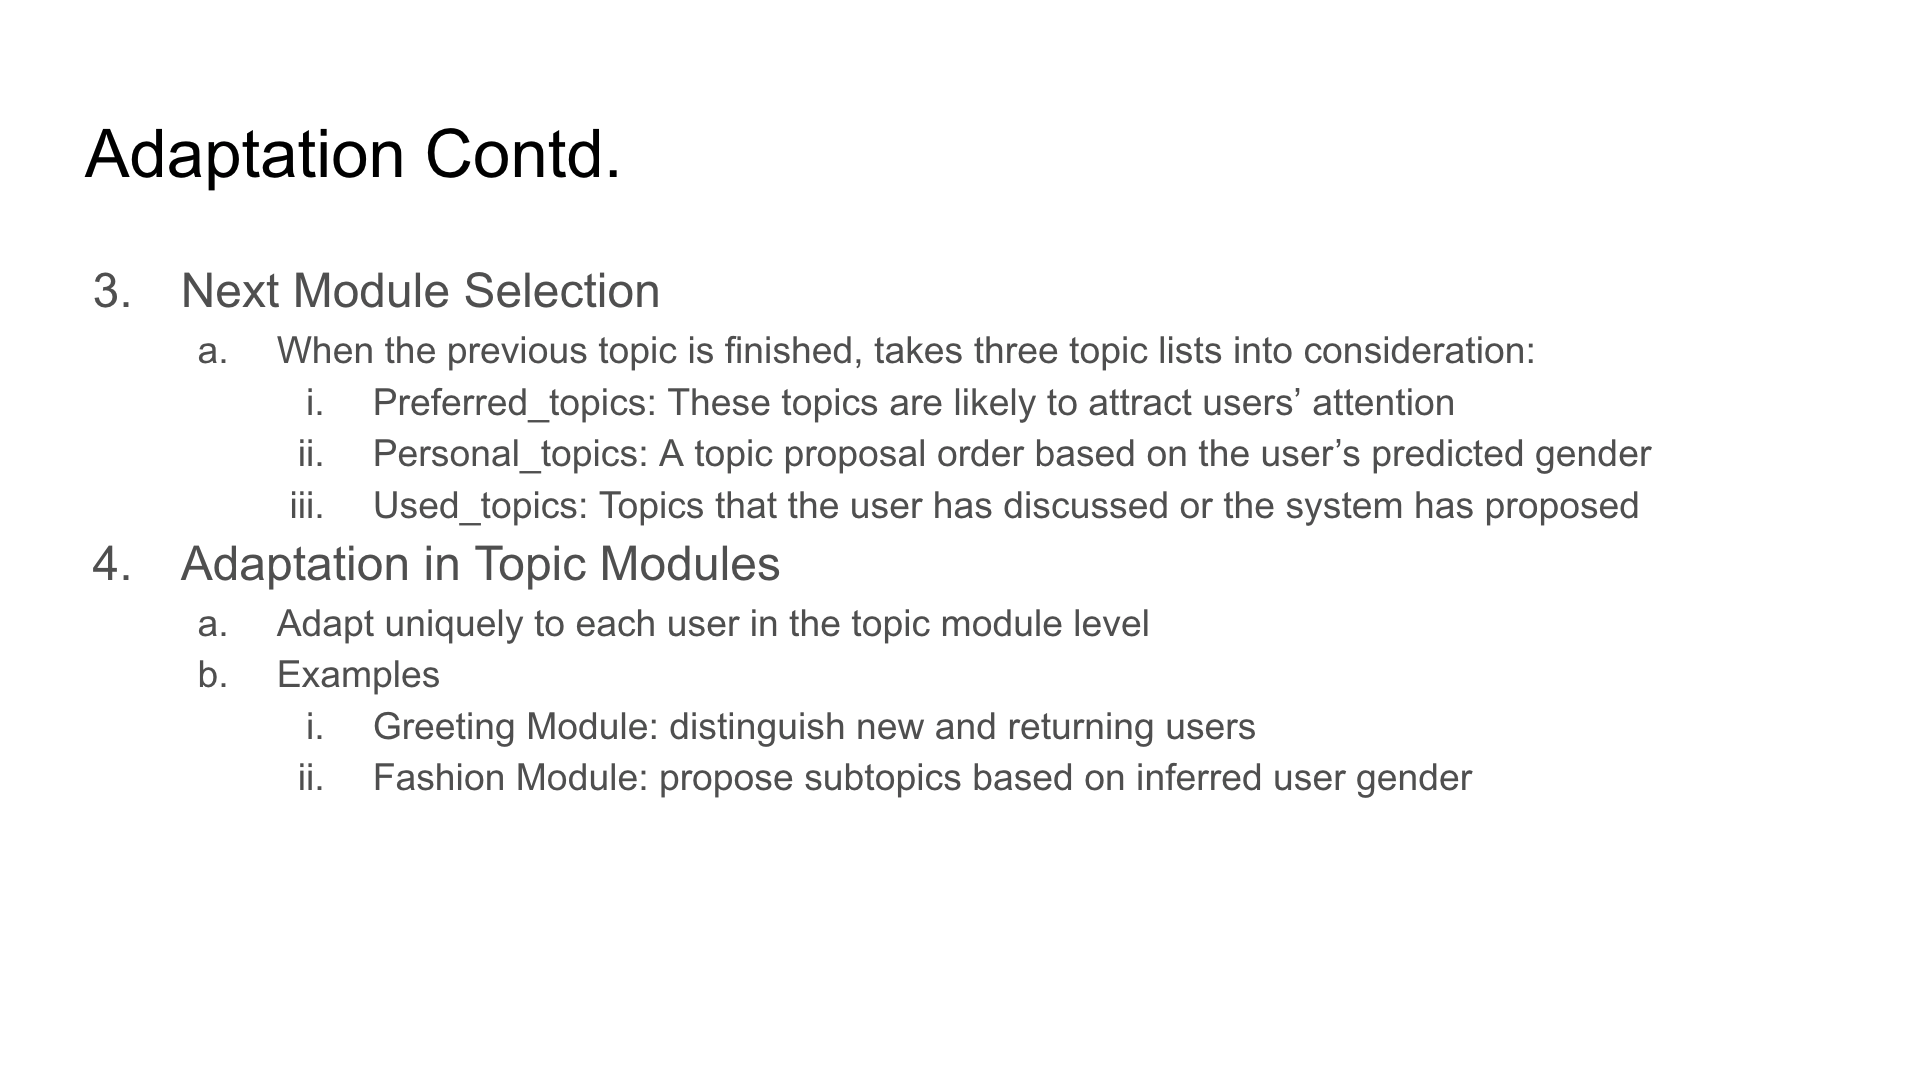 Adaptation Contd.
3. Next Module Selection
a. When the previous topic is finished, takes three topic lists into consideration:
i. Preferred_topics: These topics are likely to attract users’ attention
ii. Personal_topics: A topic proposal order based on the user’s predicted gender
iii. Used_topics: Topics that the user has discussed or the system has proposed
4. Adaptation in Topic Modules
a. Adapt uniquely to each user in the topic module level
b. Examples
i. Greeting Module: distinguish new and returning users
ii. Fashion Module: propose subtopics based on inferred user gender